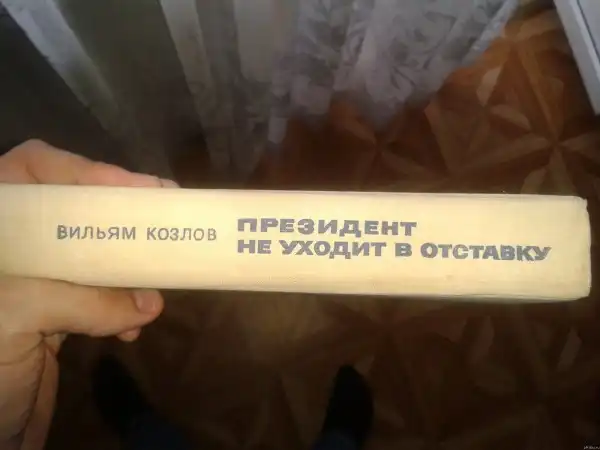 ВИЛЬЯМ КОЗЛОВ
ПРЕЗИДЕНТ
НЕ УХОДИТ В ОТСТАВКУ